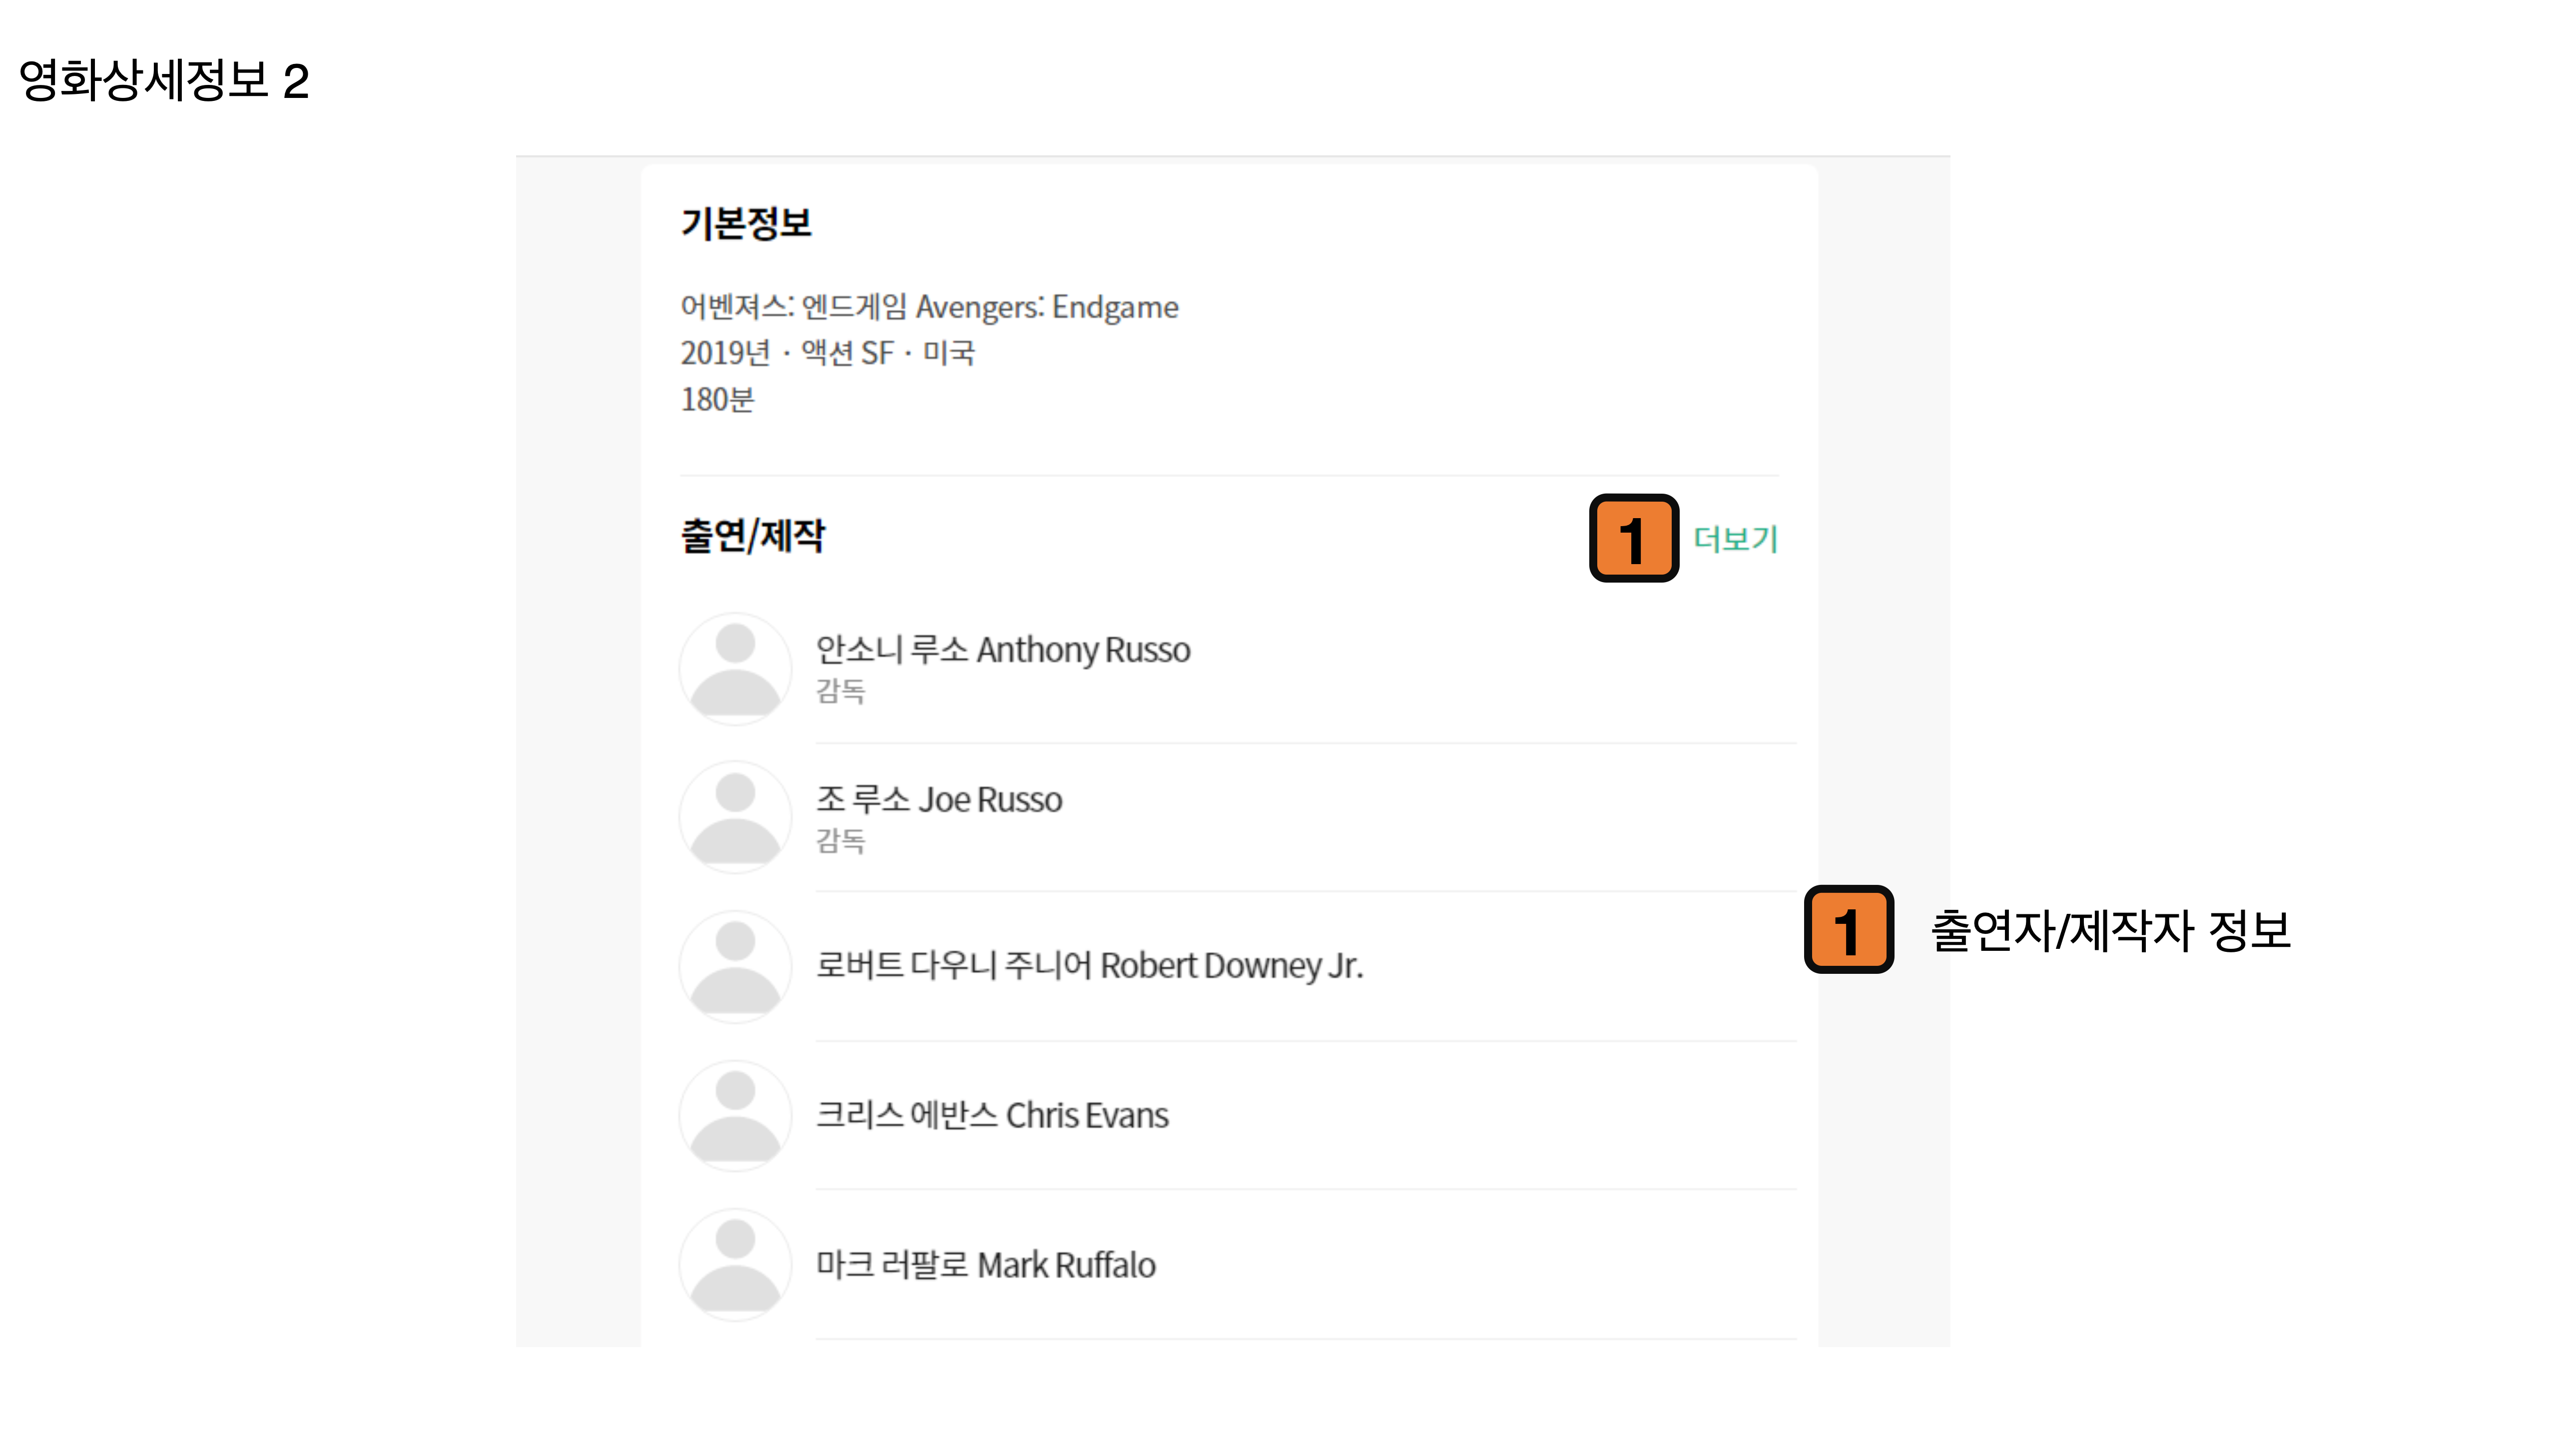 영화상세정보 2
기본정보
어벤져스: 엔드게임 Avengers: Endgame
2019년 · 액션 SF · 미국
180분
출연/제작
1 더보기
안소니 루소 Anthony Russo
감독
조 루소 Joe Russo
감독
1 출연자/제작자 정보
로버트 다우니 주니어 Robert Downey Jr.
크리스 에반스 Chris Evans
마크 러팔로 Mark Ruffalo